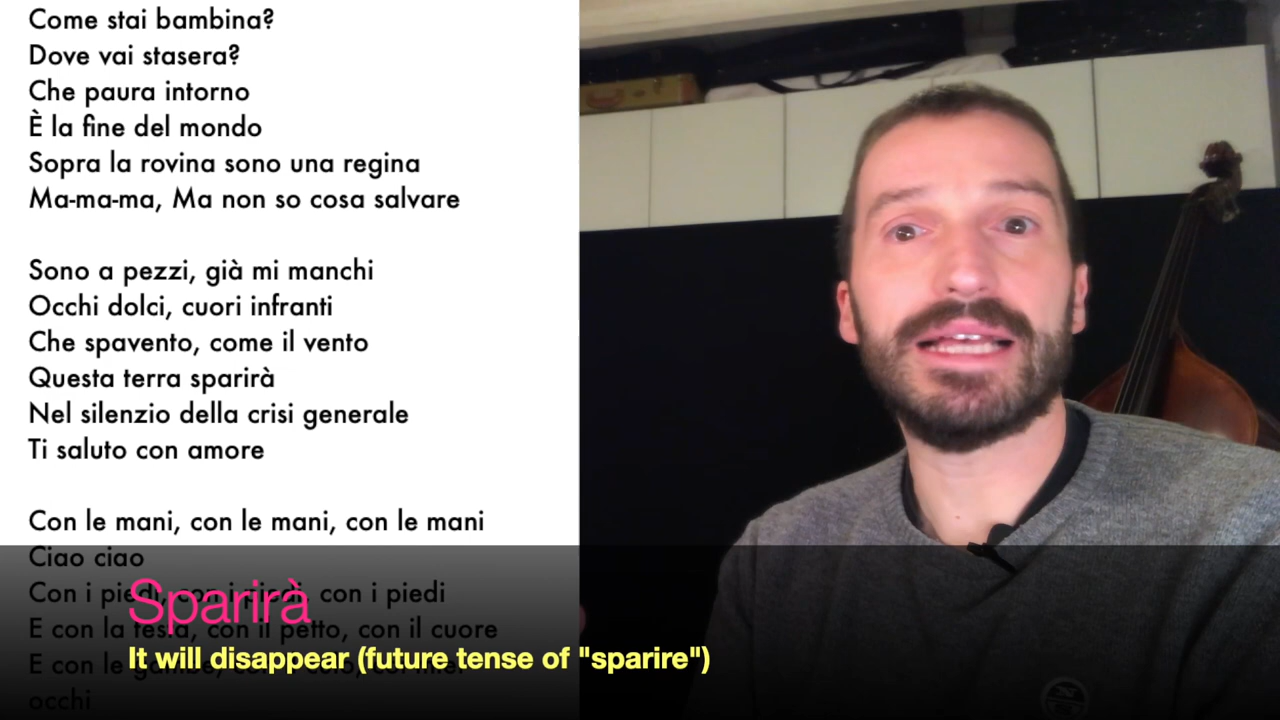 Come stai bambina?
Dove vai stasera?
Che paura intorno
È la fine del mondo
Sopra la rovina sono una regina
Ma-ma-ma, Ma non so cosa salvare
Sono a pezzi, già mi manchi
Occhi dolci, cuori infranti
Che spavento, come il vento
Questa terra sparirà
Nel silenzio della crisi generale
Ti saluto con amore
Con le mani, con le mani, con le mani
Ciao ciao
Con i piedi, con i piedi, con i piedi
E con la testa, con il petto, con il cuore
E con le gambe,
occhi
Sparirà
It will disappear (future tense of "sparire")